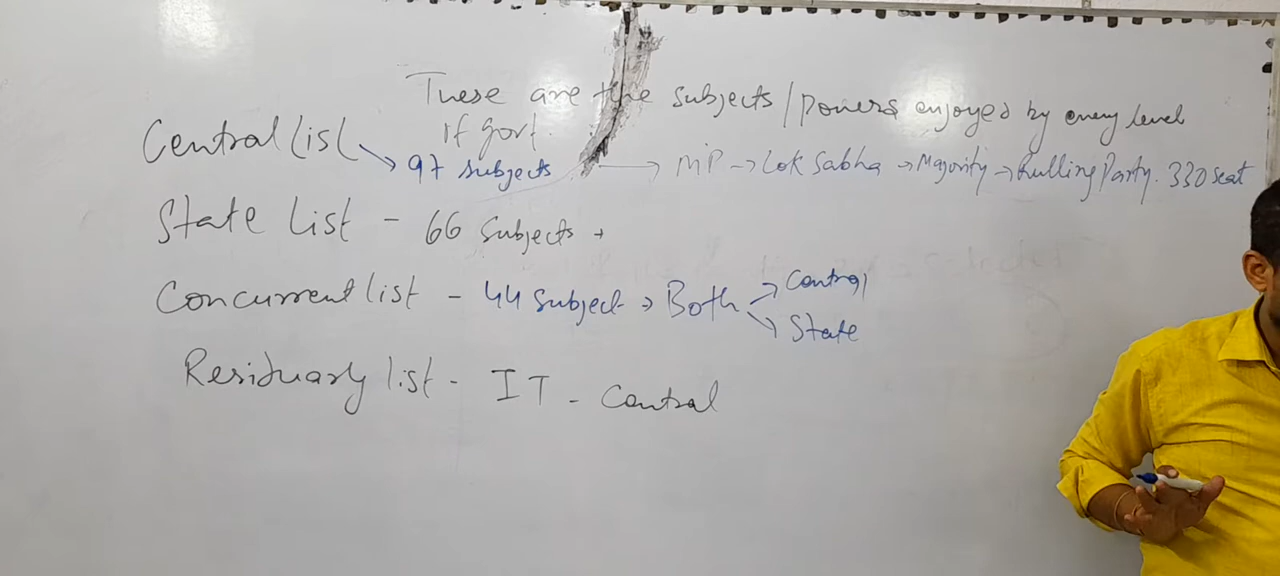 These are the subjects/powers enjoyed by every level
If govt.
Central list → 97 subjects → MP → Lok Sabha → Majority → Rulling Party. 330 seat
State list - 66 Subjects →
Concurrent list - 44 Subject → Both → Central
→ State
Residuary list - IT - Central